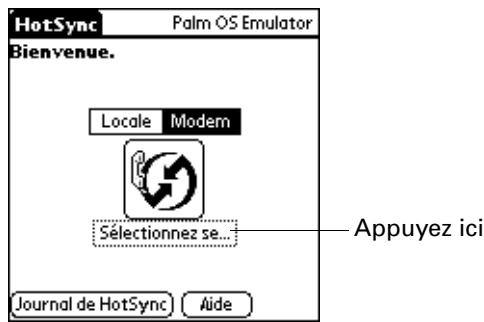 HotSync Palm OS Emulator
Bienvenue.
Locale Modem
Sélectionnez se...
Appuyez ici
Journal de HotSync Aide